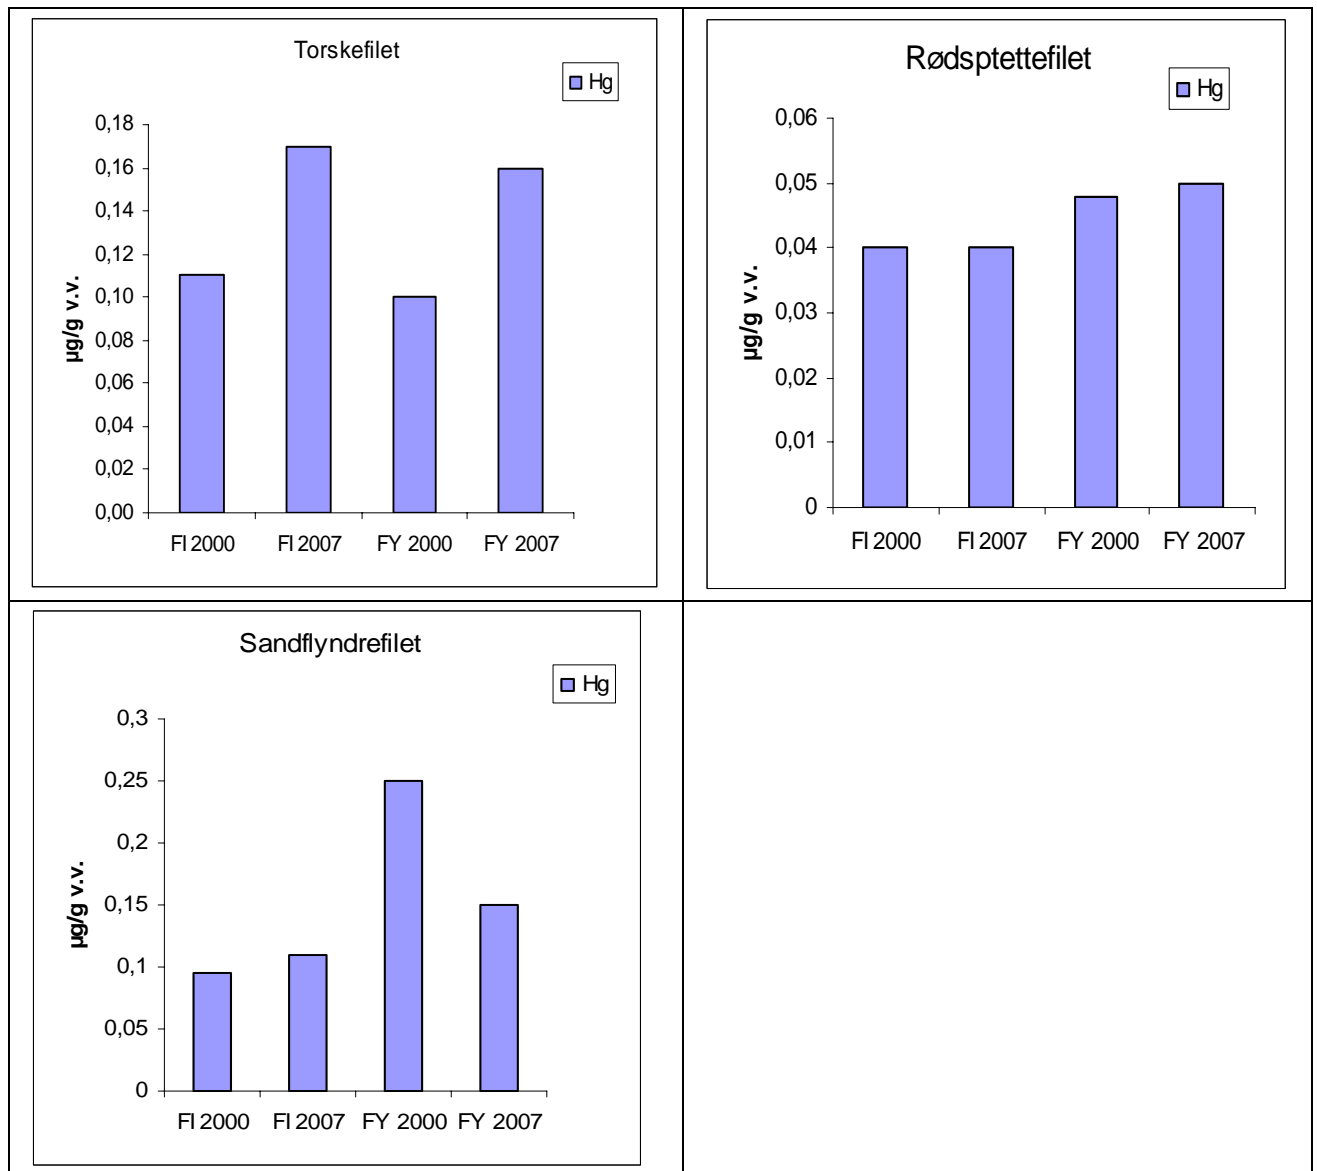 Torskefilet
Hg
0,18
0,16
0,14
0,12
0,10
0,08
0,06
0,04
0,02
0,00
µg/g v.v.
FI 2000 FI 2007 FY 2000 FY 2007
Rødsptettefilet
Hg
0,06
0,05
0,04
0,03
0,02
0,01
0
µg/g v.v.
FI 2000 FI 2007 FY 2000 FY 2007
Sandflyndrefilet
Hg
0,3
0,25
0,2
0,15
0,1
0,05
0
µg/g v.v.
FI 2000 FI 2007 FY 2000 FY 2007